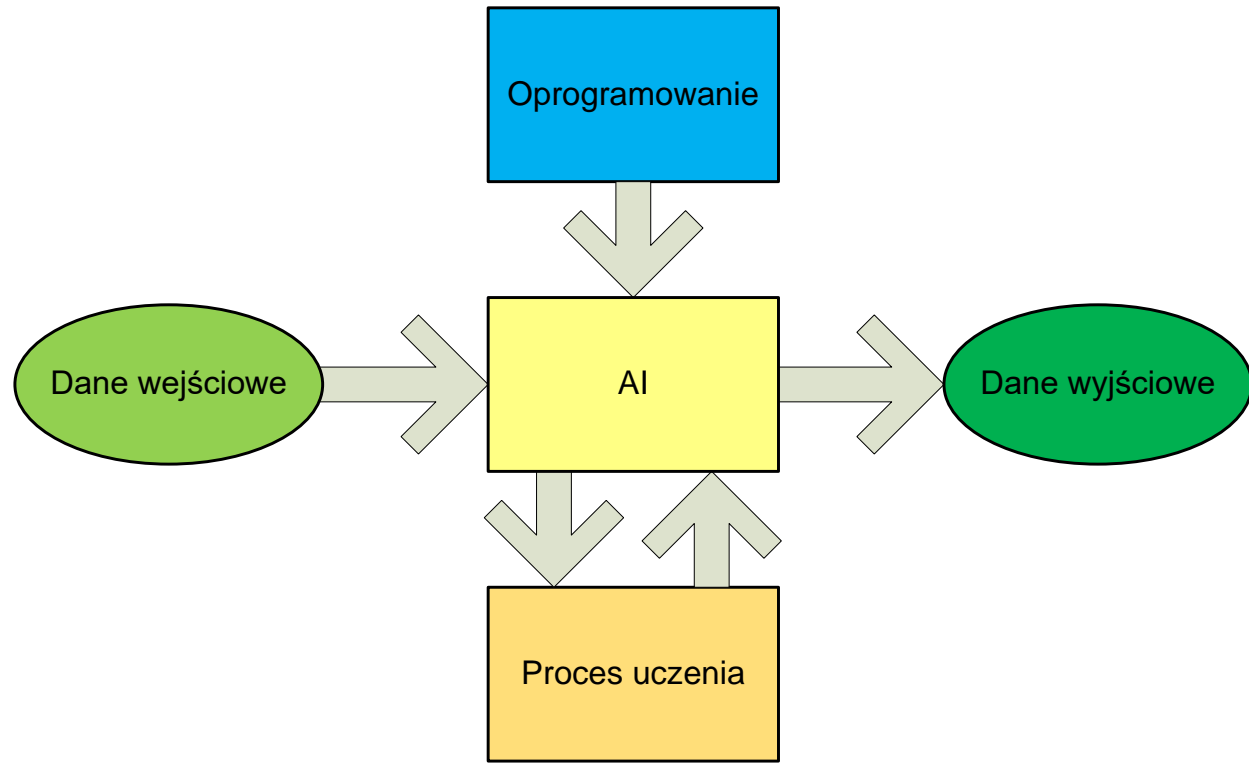 Oprogramowanie
Dane wejściowe
AI
Dane wyjściowe
Proces uczenia